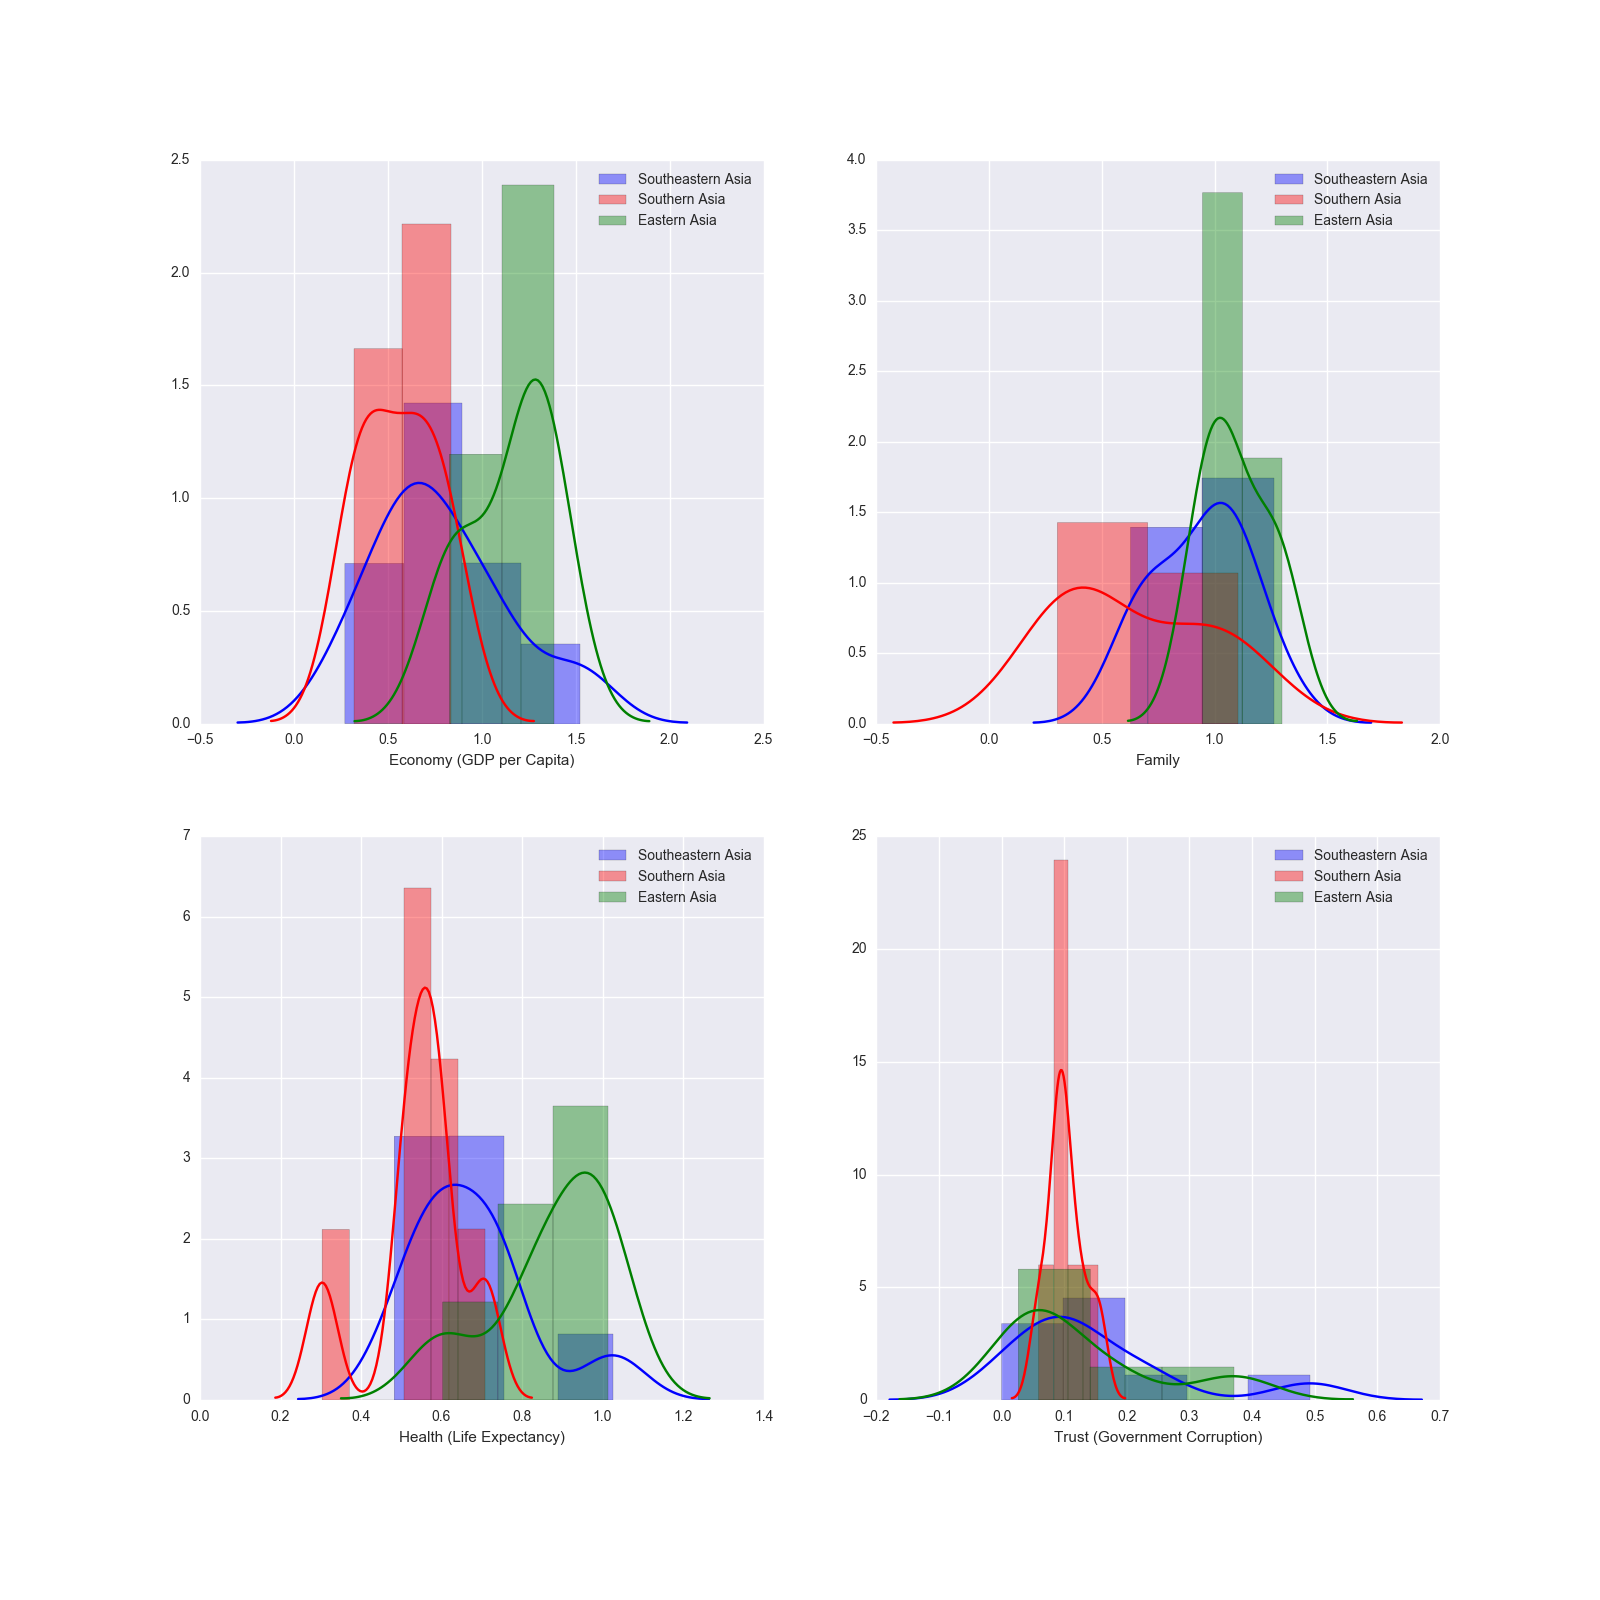 2.5
2.0
1.5
1.0
0.5
0.0
−0.5 0.0 0.5 1.0 1.5 2.0 2.5
Economy (GDP per Capita)
Southeastern Asia
Southern Asia
Eastern Asia
4.0
3.5
3.0
2.5
2.0
1.5
1.0
0.5
0.0
−0.5 0.0 0.5 1.0 1.5 2.0
Family
Southeastern Asia
Southern Asia
Eastern Asia
7
6
5
4
3
2
1
0
0.0 0.2 0.4 0.6 0.8 1.0 1.2 1.4
Health (Life Expectancy)
Southeastern Asia
Southern Asia
Eastern Asia
25
20
15
10
5
0
−0.2 −0.1 0.0 0.1 0.2 0.3 0.4 0.5 0.6 0.7
Trust (Government Corruption)
Southeastern Asia
Southern Asia
Eastern Asia